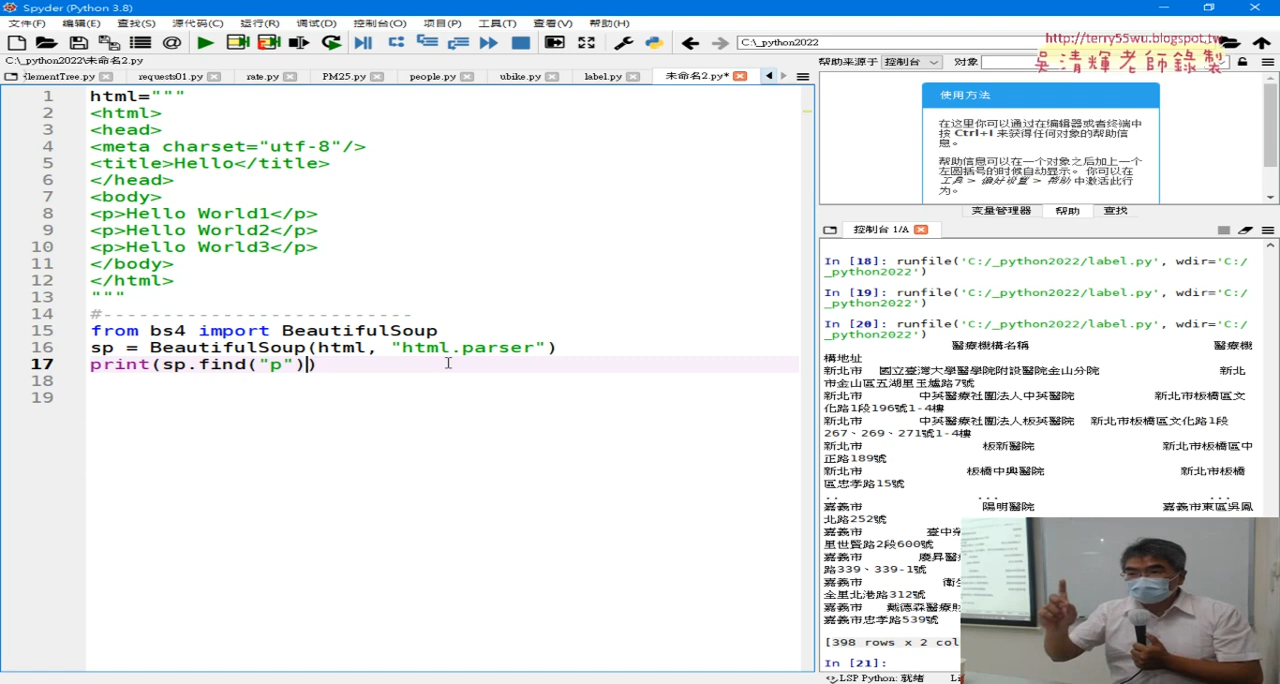 Spyder (Python 3.8)
文件(F) 编辑(E) 查找(S) 源代码(C) 运行(R) 调试(D) 控制台(O) 项目(P) 工具(T) 查看(V) 帮助(H)
C:\_python2022
http://terry55wu.blogspot.tw
吳清輝老師錄製
C:\_python2022\未命名2.py
lementTree.py requests01.py rate.py PM25.py people.py ubike.py label.py 未命名2.py*
帮助来源于 控制台 对象
1 html="""
2 <html>
3 <head>
4 <meta charset="utf-8"/>
5 <title>Hello</title>
6 </head>
7 <body>
8 <p>Hello World1</p>
9 <p>Hello World2</p>
10 <p>Hello World3</p>
11 </body>
12 </html>
13 """
14 #--------------------------
15 from bs4 import BeautifulSoup
16 sp = BeautifulSoup(html, "html.parser")
17 print(sp.find("p"))
18
19
使用方法
在这里你可以通过在编辑器或者终端中
按 Ctrl+I 来获得任何对象的帮助信
息。
帮助信息可以在一个对象之后加上一个
左圆括号的时候自动显示。你可以在
工具 > 偏好设置 > 帮助 中激活此行
为。
变量管理器 帮助 查找
控制台 1/A
In [18]: runfile('C:/_python2022/label.py', wdir='C:/
_python2022')
In [19]: runfile('C:/_python2022/label.py', wdir='C:/
_python2022')
In [20]: runfile('C:/_python2022/label.py', wdir='C:/
_python2022')
醫療機構名稱 醫療機
構地址
新北市 國立臺灣大學醫學院附設醫院金山分院 新北
市金山區五湖里玉爐路7號
新北市 中英醫療社團法人中英醫院 新北市板橋區文
化路1段196號1-4樓
新北市 中英醫療社團法人板英醫院 新北市板橋區文化路1段
267、269、271號1-4樓
新北市 板新醫院 新北市板橋區中
正路189號
新北市 板橋中興醫院 新北市板橋
區忠孝路15號
.. ... ...
嘉義市 陽明醫院 嘉義市東區吳鳳
北路252號
嘉義市 臺中榮
里世賢路2段600號
嘉義市 慶昇醫
路339、339-1號
嘉義市 衛生
全里北港路312號
嘉義市 戴德森醫療財
嘉義市忠孝路539號
[398 rows x 2 col
In [21]:
LSP Python: 就绪